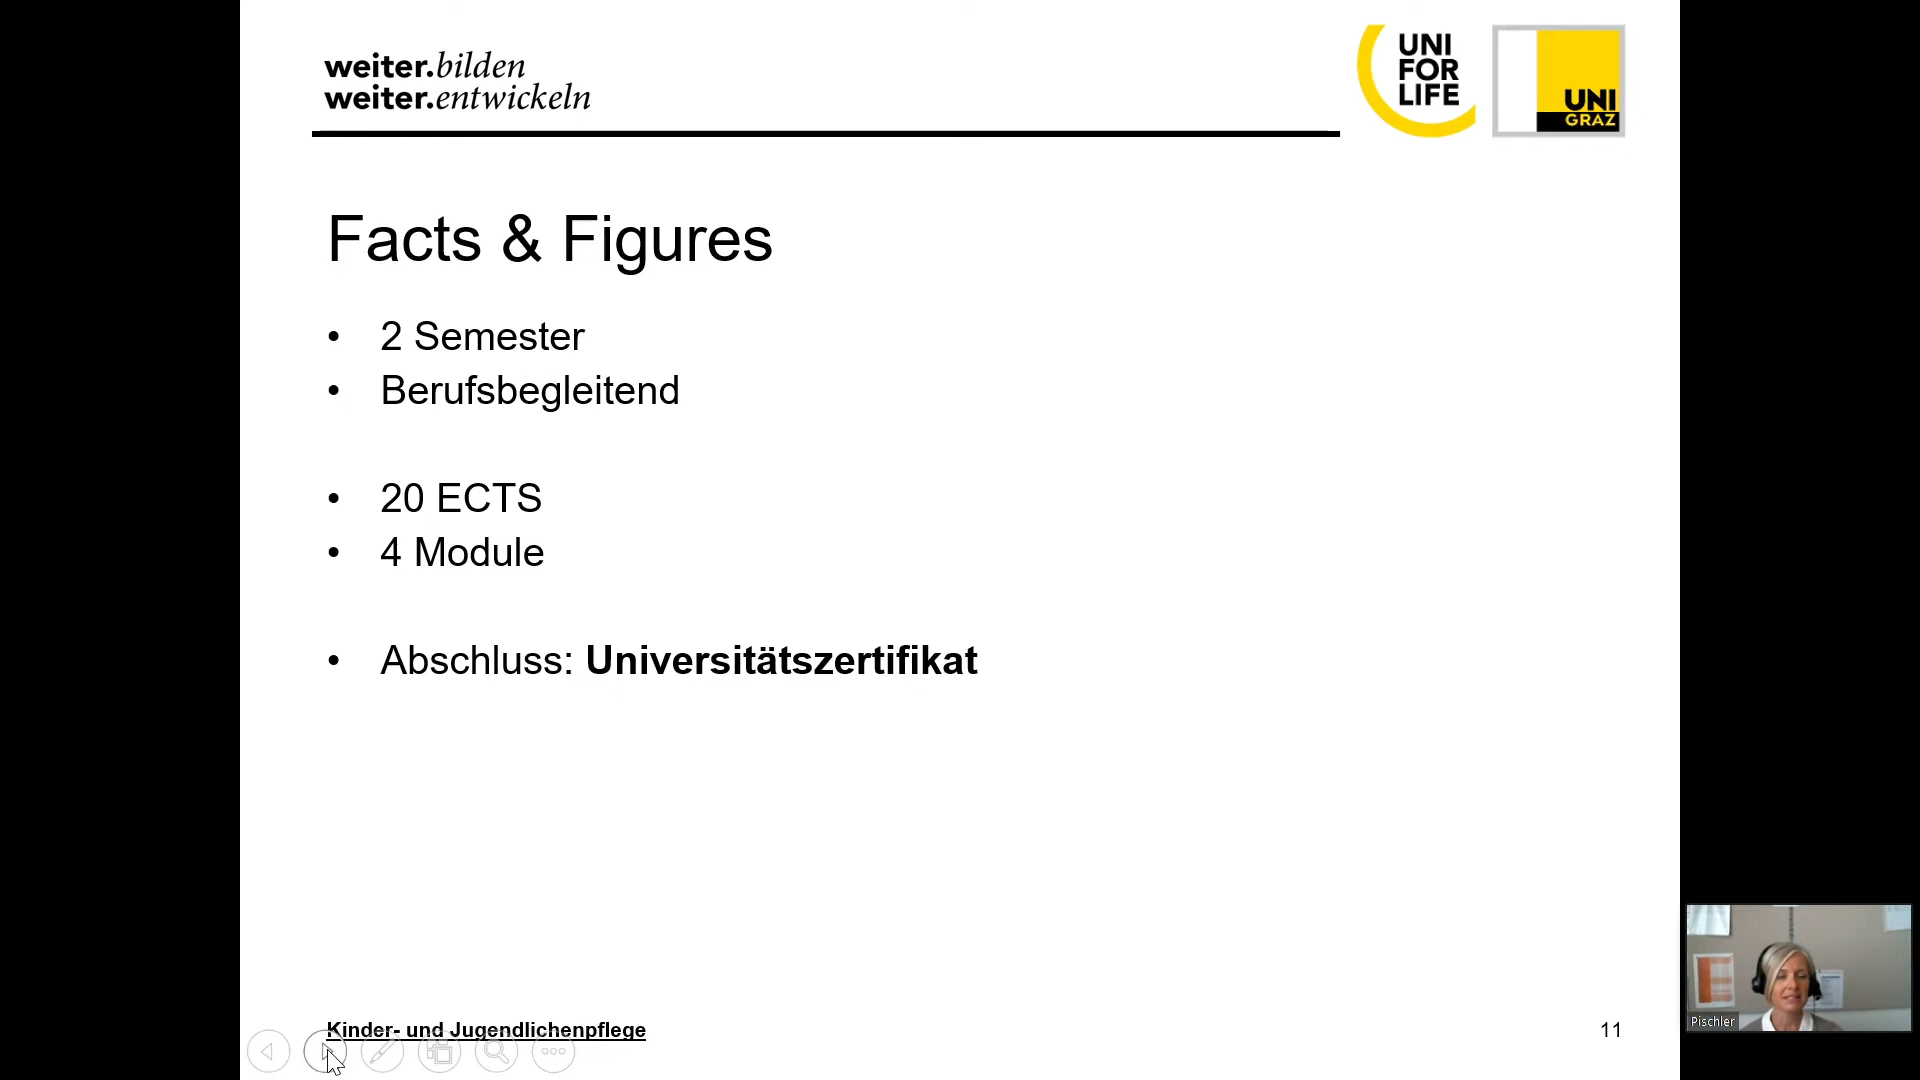 weiter.bilden
weiter.entwickeln
UNI
FOR
LIFE
UNI
GRAZ
Facts & Figures
• 2 Semester
• Berufsbegleitend
• 20 ECTS
• 4 Module
• Abschluss: Universitätszertifikat
Kinder- und Jugendlichenpflege
11
Pischler